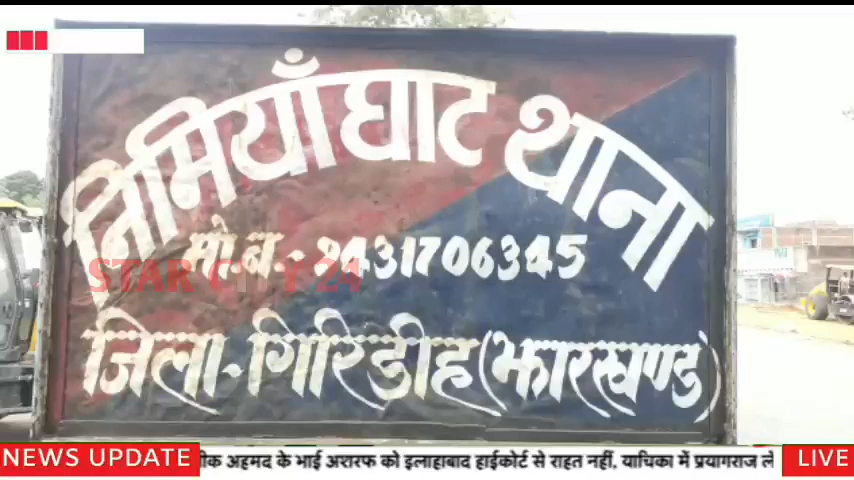 निमियाँघाट थाना
मो.न.- 9431706345
STAR CITY 24
जिला-गिरिडीह (झारखण्ड)
NEWS UPDATE
अहमद के भाई अशरफ को इलाहाबाद हाईकोर्ट से राहत नहीं, याचिका में प्रयागराज
LIVE